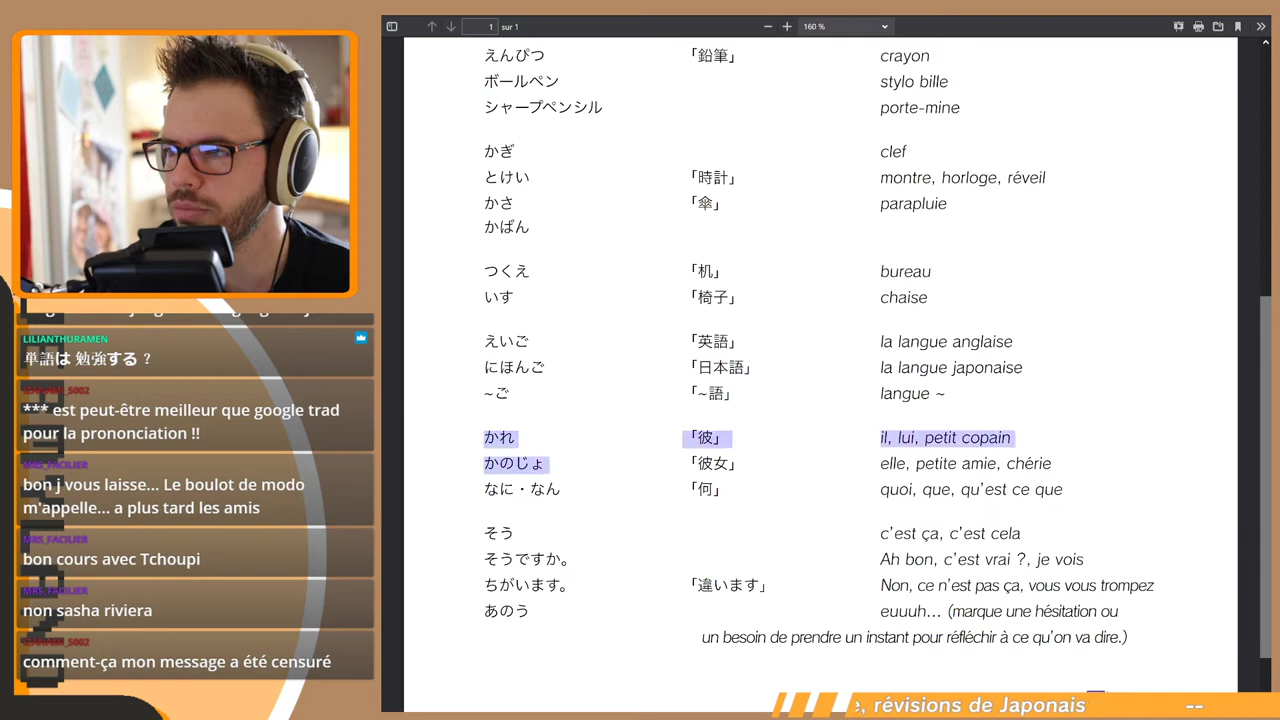 1 sur 1
160 %
えんぴつ 「鉛筆」 crayon
ボールペン stylo bille
シャープペンシル porte-mine
かぎ clef
とけい 「時計」 montre, horloge, réveil
かさ 「傘」 parapluie
かばん
つくえ 「机」 bureau
いす 「椅子」 chaise
えいご 「英語」 la langue anglaise
にほんご 「日本語」 la langue japonaise
~ご 「~語」 langue ~
かれ 「彼」 il, lui, petit copain
かのじょ 「彼女」 elle, petite amie, chérie
なに・なん 「何」 quoi, que, qu'est ce que
そう c'est ça, c'est cela
そうですか。 Ah bon, c'est vrai ?, je vois
ちがいます。 「違います」 Non, ce n'est pas ça, vous vous trompez
あのう euuuh… (marque une hésitation ou
un besoin de prendre un instant pour réfléchir à ce qu'on va dire.)
LILIANTHURAMEN
単語は 勉強する ?
*** est peut-être meilleur que google trad
pour la prononciation !!
MRS_FACILIER
bon j vous laisse... Le boulot de modo
m'appelle... a plus tard les amis
MRS_FACILIER
bon cours avec Tchoupi
MRS_FACILIER
non sasha riviera
comment-ça mon message a été censuré
e, révisions de Japonais --